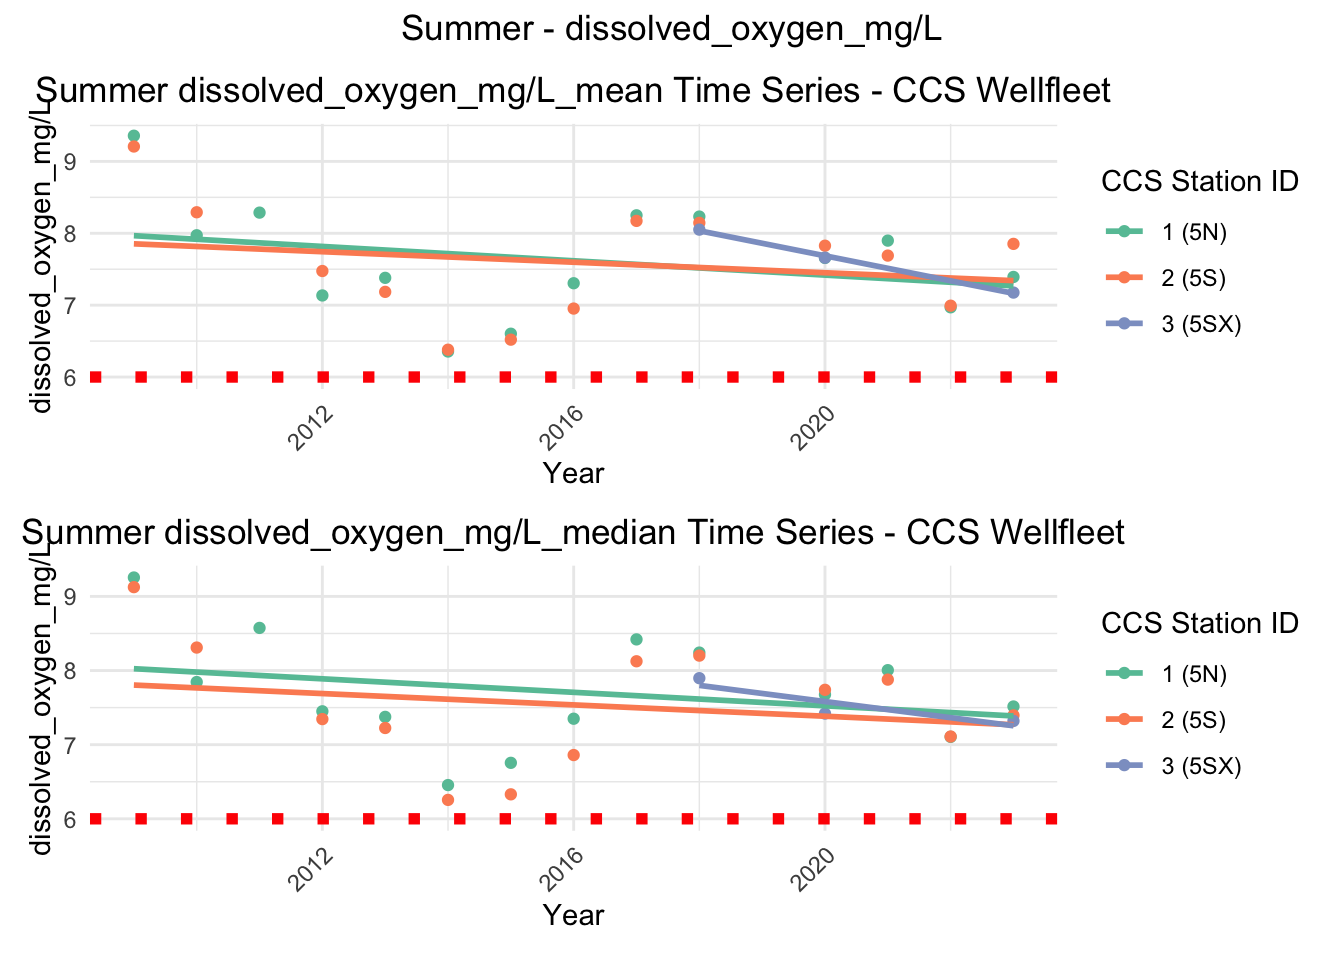 Summer - dissolved_oxygen_mg/L
Summer dissolved_oxygen_mg/L_mean Time Series - CCS Wellfleet
dissolved_oxygen_mg/L
9
8
7
6
2012
2016
2020
Year
CCS Station ID
1 (5N)
2 (5S)
3 (5SX)
Summer dissolved_oxygen_mg/L_median Time Series - CCS Wellfleet
dissolved_oxygen_mg/L
9
8
7
6
2012
2016
2020
Year
CCS Station ID
1 (5N)
2 (5S)
3 (5SX)